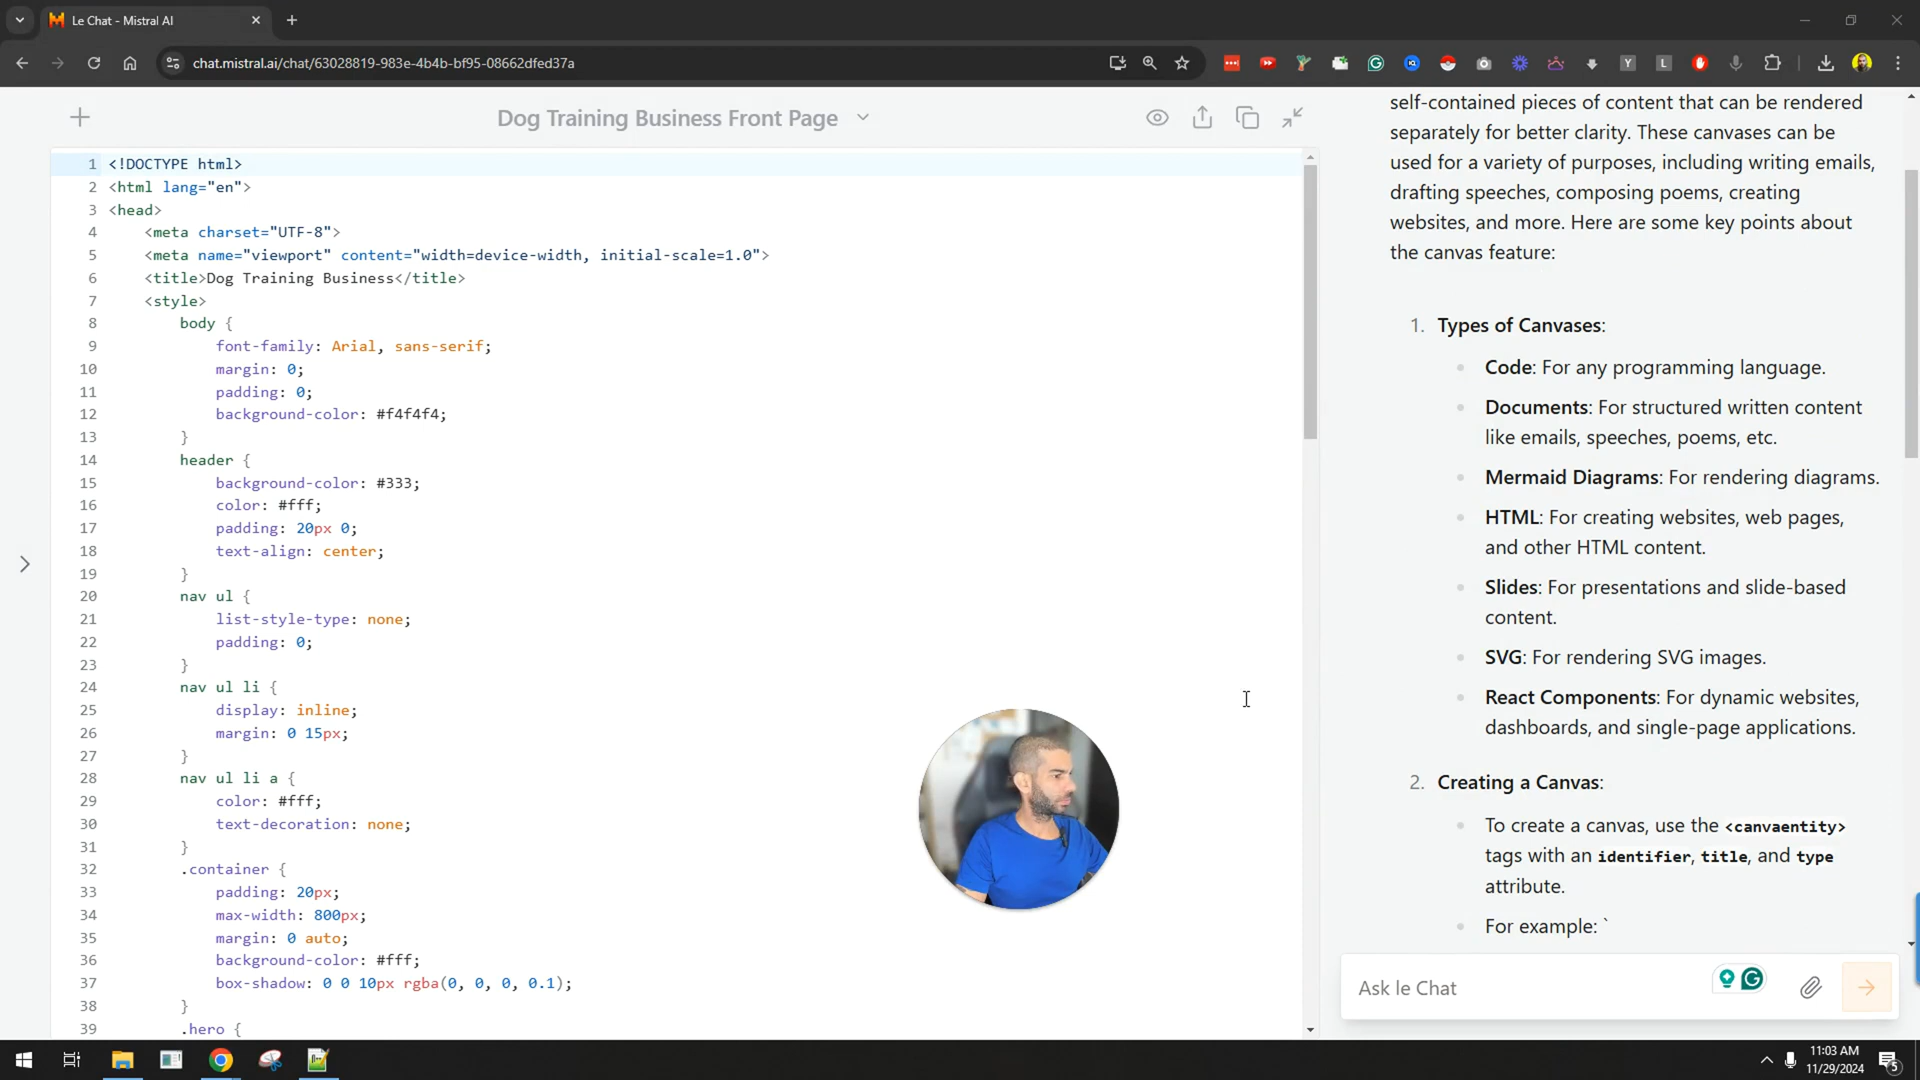 Le Chat - Mistral AI
chat.mistral.ai/chat/63028819-983e-4b4b-bf95-08662dfed37a
Dog Training Business Front Page
1 <!DOCTYPE html>
2 <html lang="en">
3 <head>
4 <meta charset="UTF-8">
5 <meta name="viewport" content="width=device-width, initial-scale=1.0">
6 <title>Dog Training Business</title>
7 <style>
8 body {
9 font-family: Arial, sans-serif;
10 margin: 0;
11 padding: 0;
12 background-color: #f4f4f4;
13 }
14 header {
15 background-color: #333;
16 color: #fff;
17 padding: 20px 0;
18 text-align: center;
19 }
20 nav ul {
21 list-style-type: none;
22 padding: 0;
23 }
24 nav ul li {
25 display: inline;
26 margin: 0 15px;
27 }
28 nav ul li a {
29 color: #fff;
30 text-decoration: none;
31 }
32 .container {
33 padding: 20px;
34 max-width: 800px;
35 margin: 0 auto;
36 background-color: #fff;
37 box-shadow: 0 0 10px rgba(0, 0, 0, 0.1);
38 }
39 .hero {
self-contained pieces of content that can be rendered
separately for better clarity. These canvases can be
used for a variety of purposes, including writing emails,
drafting speeches, composing poems, creating
websites, and more. Here are some key points about
the canvas feature:
1. Types of Canvases:
Code: For any programming language.
Documents: For structured written content
like emails, speeches, poems, etc.
Mermaid Diagrams: For rendering diagrams.
HTML: For creating websites, web pages,
and other HTML content.
Slides: For presentations and slide-based
content.
SVG: For rendering SVG images.
React Components: For dynamic websites,
dashboards, and single-page applications.
2. Creating a Canvas:
To create a canvas, use the <canvaentity>
tags with an identifier, title, and type
attribute.
For example: `
Ask le Chat
11:03 AM
11/29/2024
5